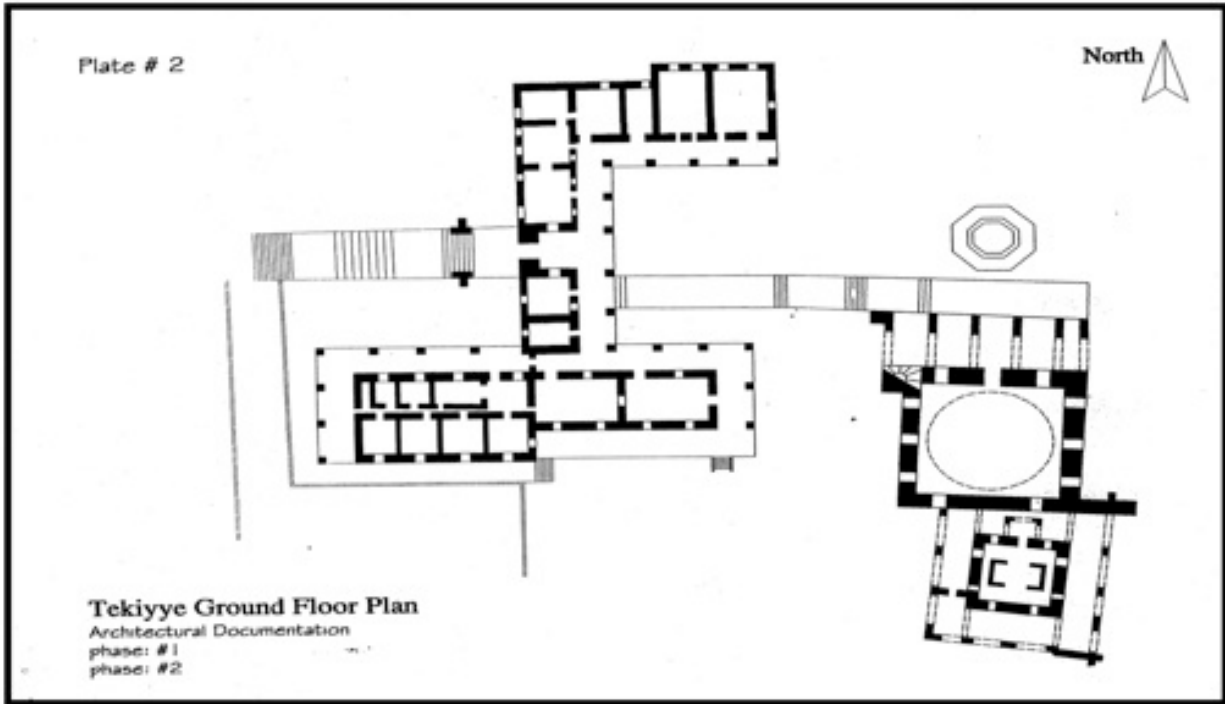 Plate # 2
North
Tekiyye Ground Floor Plan
Architectural Documentation
phase: #1
phase: #2